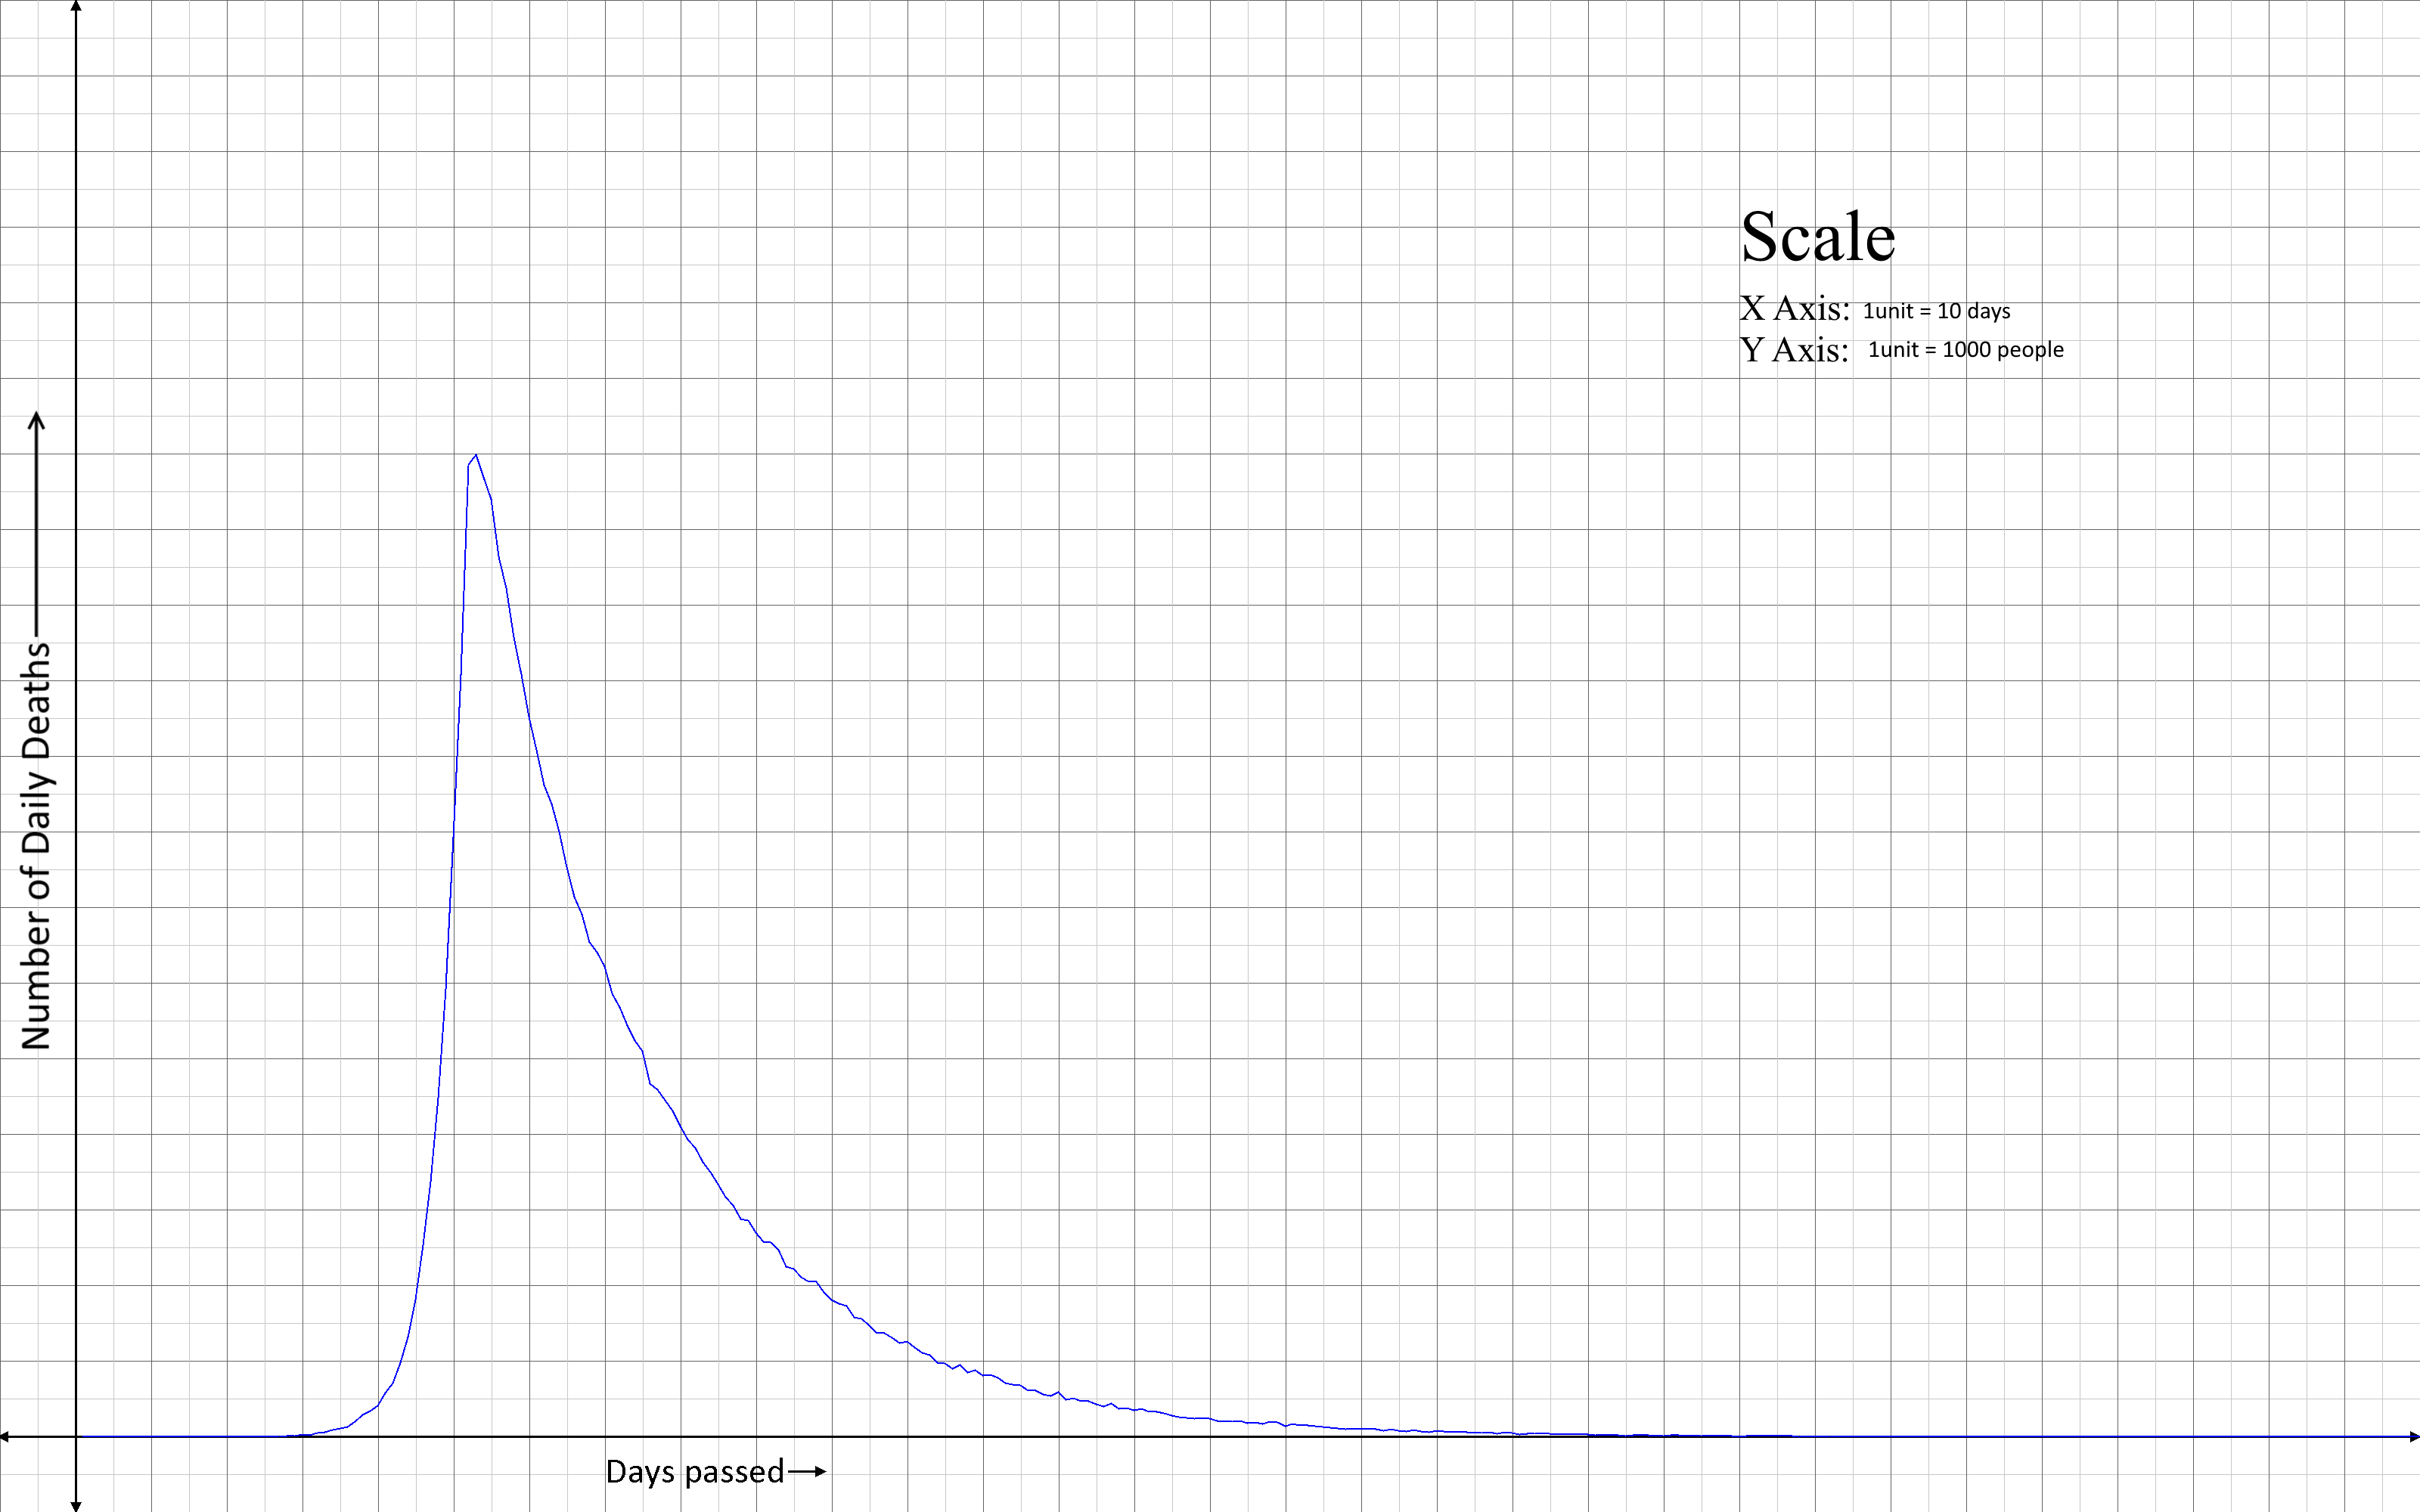 Scale
X Axis: 1unit = 10 days
Y Axis: 1unit = 1000 people
Number of Daily Deaths
Days passed